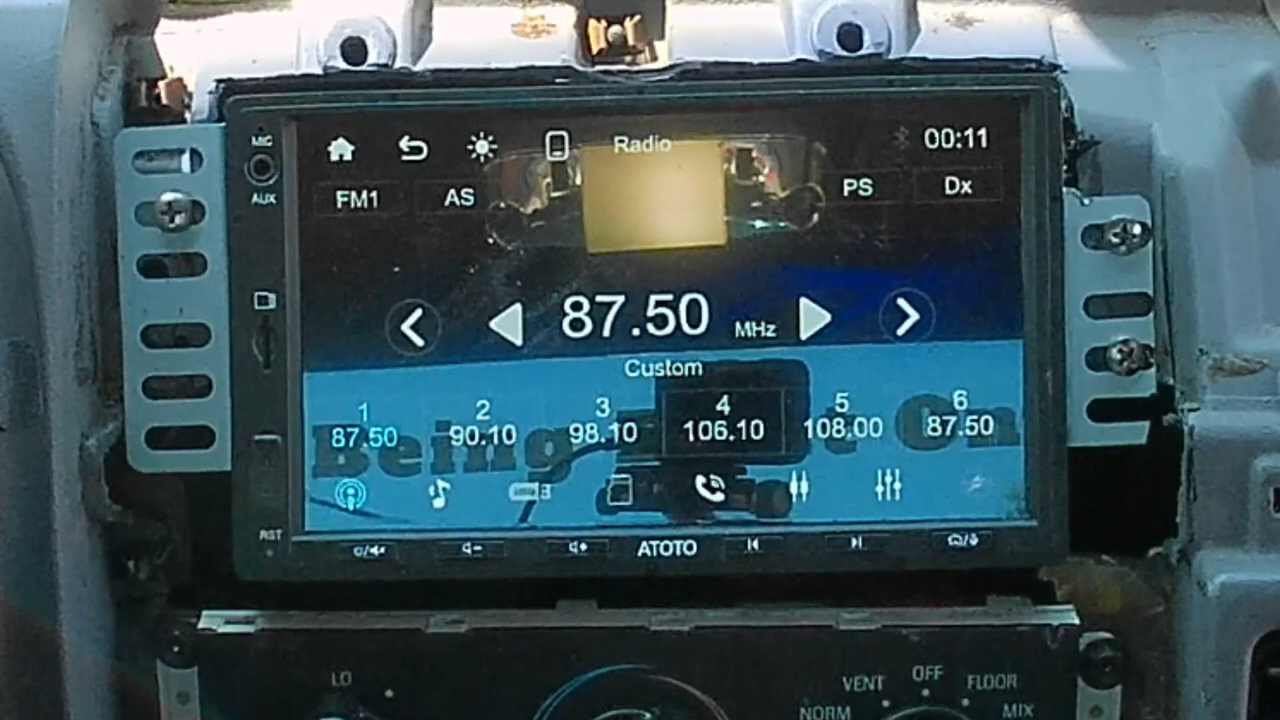 MIC
Radio
00:11
AUX
FM1 AS PS Dx
87.50 MHz
Custom
1 2 3 4 5 6
87.50 90.10 98.10 106.10 108.00 87.50
Being
RST
ATOTO
LO
VENT OFF FLOOR
NORM MIX